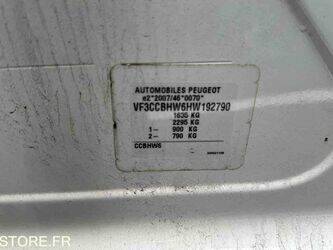 AUTOMOBILES PEUGEOT
e2*2007/46*0070*
VF3CCBHW6HW192790
1635 KG
2295 KG
1- 900 KG
2- 790 KG
CCBHW6
STORE.FR